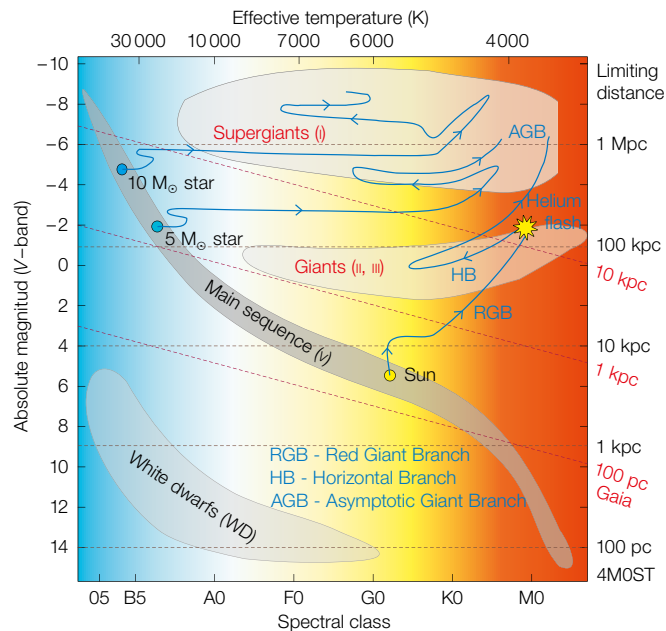 Effective temperature (K)
30 000 10 000 7000 6000 4000
Absolute magnitud (V–band)
–10
–8
–6
–4
–2
0
2
4
6
8
10
12
14
Limiting
distance
1 Mpc
100 kpc
10 kpc
10 kpc
1 kpc
1 kpc
100 pc
Gaia
100 pc
4M0ST
Supergiants (I)
AGB
10 M☉ star
Helium
flash
5 M☉ star
Giants (II, III)
HB
RGB
Main sequence (V)
Sun
RGB - Red Giant Branch
HB - Horizontal Branch
AGB - Asymptotic Giant Branch
White dwarfs (WD)
05 B5 A0 F0 G0 K0 M0
Spectral class